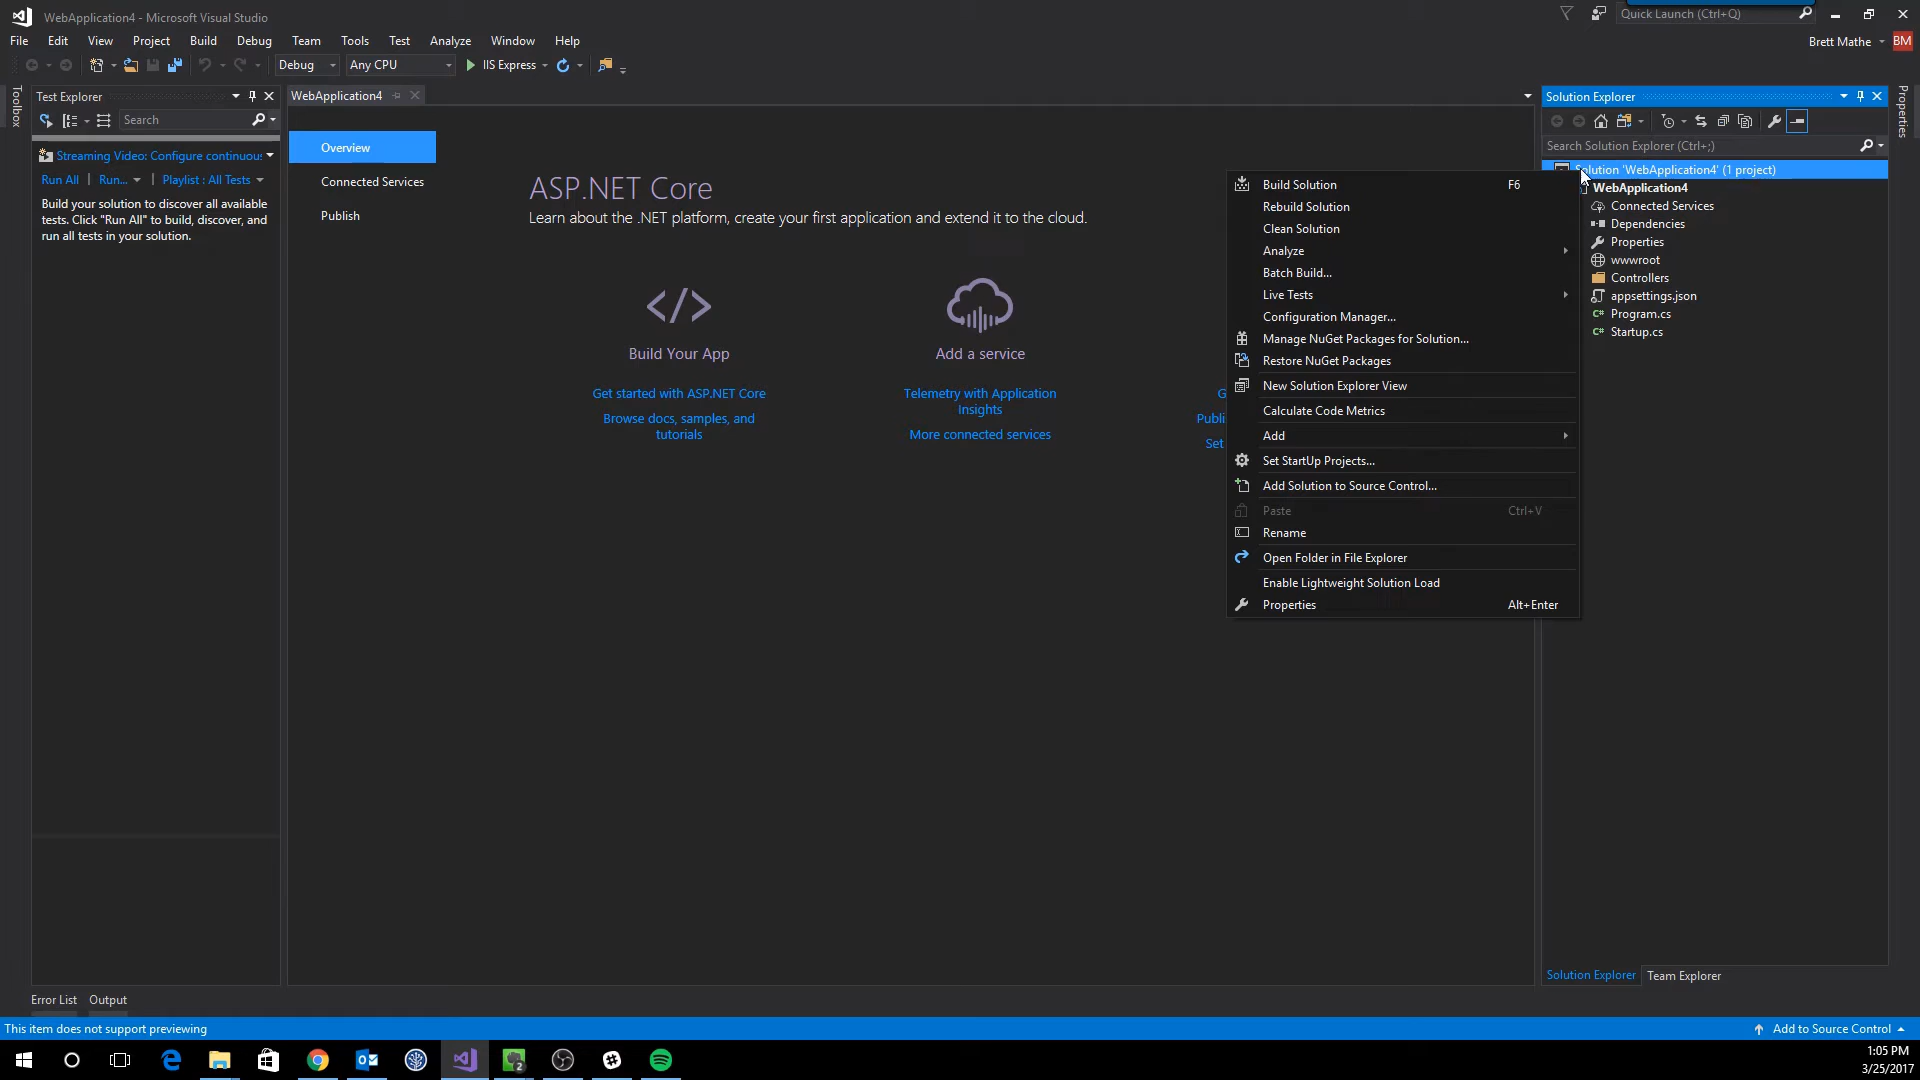 WebApplication4 - Microsoft Visual Studio
Quick Launch (Ctrl+Q)
File Edit View Project Build Debug Team Tools Test Analyze Window Help
Brett Mathe BM
Debug Any CPU IIS Express
Toolbox
Test Explorer
Search
Streaming Video: Configure continuou
Run All Run... Playlist : All Tests
Build your solution to discover all available
tests. Click "Run All" to build, discover, and
run all tests in your solution.
WebApplication4
Overview
Connected Services
Publish
ASP.NET Core
Learn about the .NET platform, create your first application and extend it to the cloud.
Build Your App
Get started with ASP.NET Core
Browse docs, samples, and
tutorials
Add a service
Telemetry with Application
Insights
More connected services
G
Publi
Set
Build Solution F6
Rebuild Solution
Clean Solution
Analyze
Batch Build...
Live Tests
Configuration Manager...
Manage NuGet Packages for Solution...
Restore NuGet Packages
New Solution Explorer View
Calculate Code Metrics
Add
Set StartUp Projects...
Add Solution to Source Control...
Paste Ctrl+V
Rename
Open Folder in File Explorer
Enable Lightweight Solution Load
Properties Alt+Enter
Solution Explorer
Search Solution Explorer (Ctrl+;)
Solution 'WebApplication4' (1 project)
WebApplication4
Connected Services
Dependencies
Properties
wwwroot
Controllers
appsettings.json
C# Program.cs
C# Startup.cs
Properties
Solution Explorer Team Explorer
Error List Output
This item does not support previewing
Add to Source Control
2
1:05 PM
3/25/2017